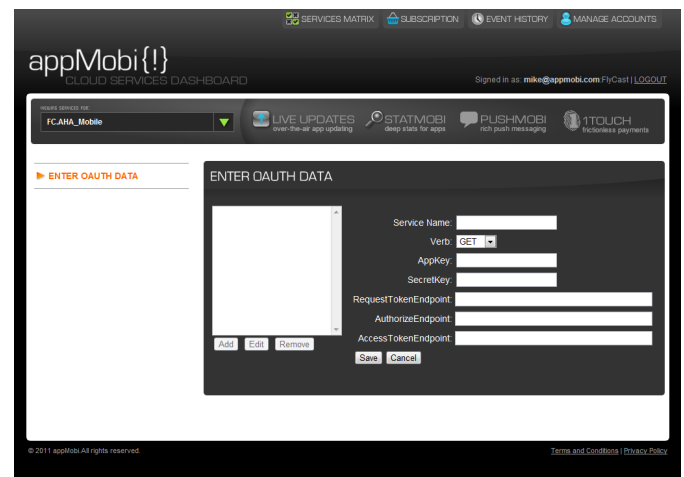 SERVICES MATRIX SUBSCRIPTION EVENT HISTORY MANAGE ACCOUNTS
appMobi{!}
CLOUD SERVICES DASHBOARD
Signed in as: mike@appmobi.com:FlyCast | LOGOUT
FC.AHA_Mobile
LIVE UPDATES
over-the-air app updating
STATMOBI
deep stats for apps
PUSHMOBI
rich push messaging
1TOUCH
frictionless payments
ENTER OAUTH DATA
ENTER OAUTH DATA
Service Name:
Verb: GET
AppKey:
SecretKey:
RequestTokenEndpoint:
AuthorizeEndpoint:
AccessTokenEndpoint:
Add Edit Remove
Save Cancel
© 2011 appMobi.All rights reserved.
Terms and Conditions | Privacy Policy